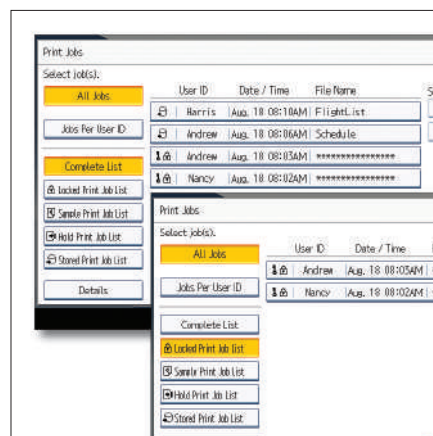 Print Jobs
Select job(s).
All Jobs
Jobs Per User ID
Complete List
Locked Print Job List
Sample Print Job List
Hold Print Job List
Stored Print Job List
Details
User ID Date / Time File Name
Harris Aug. 18 08:10AM FlightList
Andrew Aug. 18 08:06AM Schedule
Andrew Aug. 18 08:03AM ****************
Nancy Aug. 18 08:02AM ****************
Print Jobs
Select job(s).
All Jobs
Jobs Per User ID
Complete List
Locked Print Job List
Sample Print Job List
Hold Print Job List
Stored Print Job List
User ID Date / Time
Andrew Aug. 18 08:03AM
Nancy Aug. 18 08:02AM